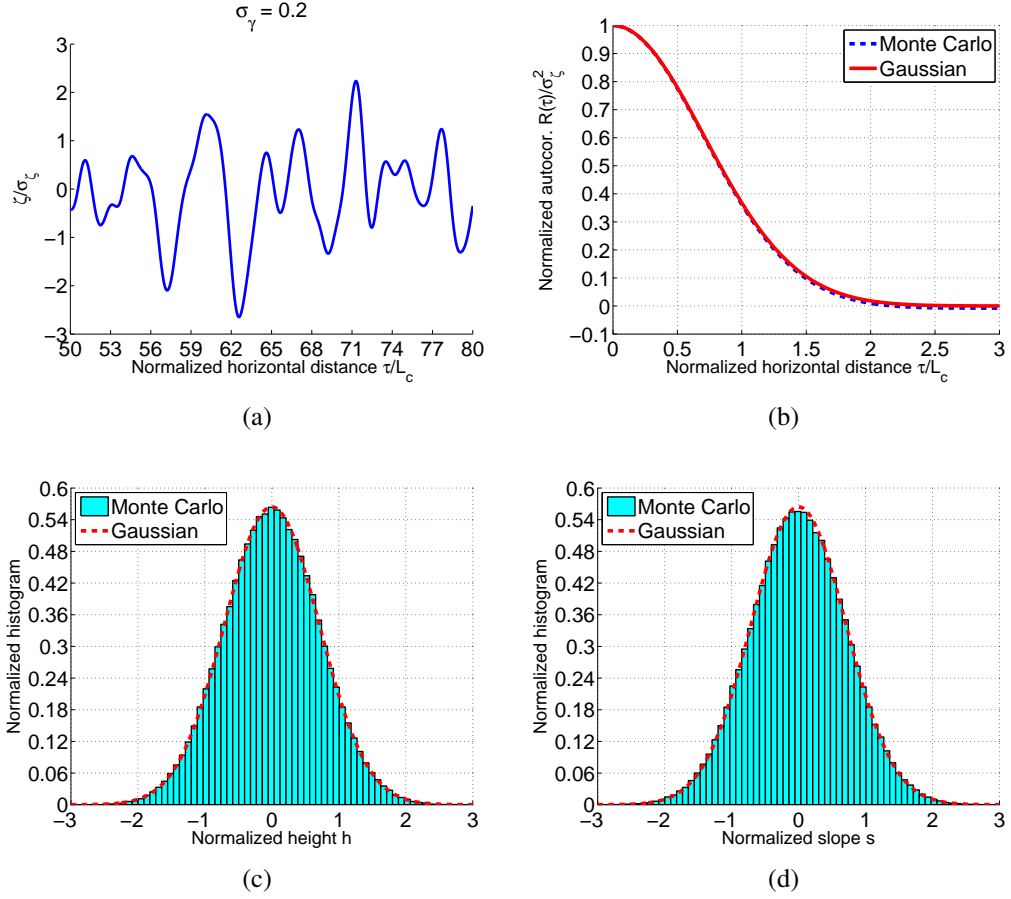 σγ = 0.2
3
2
1
0
−1
−2
−3
ζ/σζ
50 53 56 59 62 65 68 71 74 77 80
Normalized horizontal distance τ/Lc
(a)
1
0.9
0.8
0.7
0.6
0.5
0.4
0.3
0.2
0.1
0
−0.1
Normalized autocor. R(τ)/σζ²
Monte Carlo
Gaussian
0 0.5 1 1.5 2 2.5 3
Normalized horizontal distance τ/Lc
(b)
0.6
0.54
0.48
0.42
0.36
0.3
0.24
0.18
0.12
0.06
0
Normalized histogram
Monte Carlo
Gaussian
−3 −2 −1 0 1 2 3
Normalized height h
(c)
0.6
0.54
0.48
0.42
0.36
0.3
0.24
0.18
0.12
0.06
0
Normalized histogram
Monte Carlo
Gaussian
−3 −2 −1 0 1 2 3
Normalized slope s
(d)